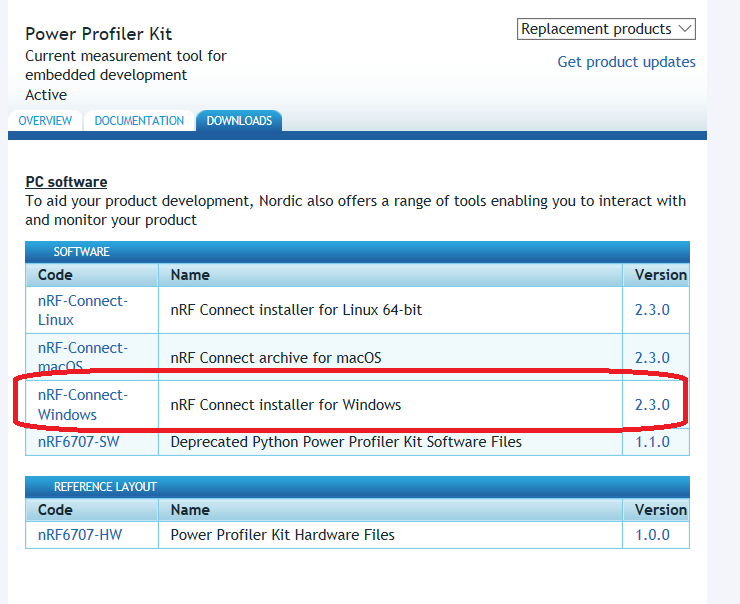 Power Profiler Kit
Replacement products
Current measurement tool for
embedded development
Get product updates
Active
OVERVIEW DOCUMENTATION DOWNLOADS
PC software
To aid your product development, Nordic also offers a range of tools enabling you to interact with
and monitor your product
SOFTWARE
Code Name Version
nRF-Connect-
Linux
nRF Connect installer for Linux 64-bit 2.3.0
nRF-Connect-
macOS
nRF Connect archive for macOS 2.3.0
nRF-Connect-
Windows
nRF Connect installer for Windows 2.3.0
nRF6707-SW Deprecated Python Power Profiler Kit Software Files 1.1.0
REFERENCE LAYOUT
Code Name Version
nRF6707-HW Power Profiler Kit Hardware Files 1.0.0